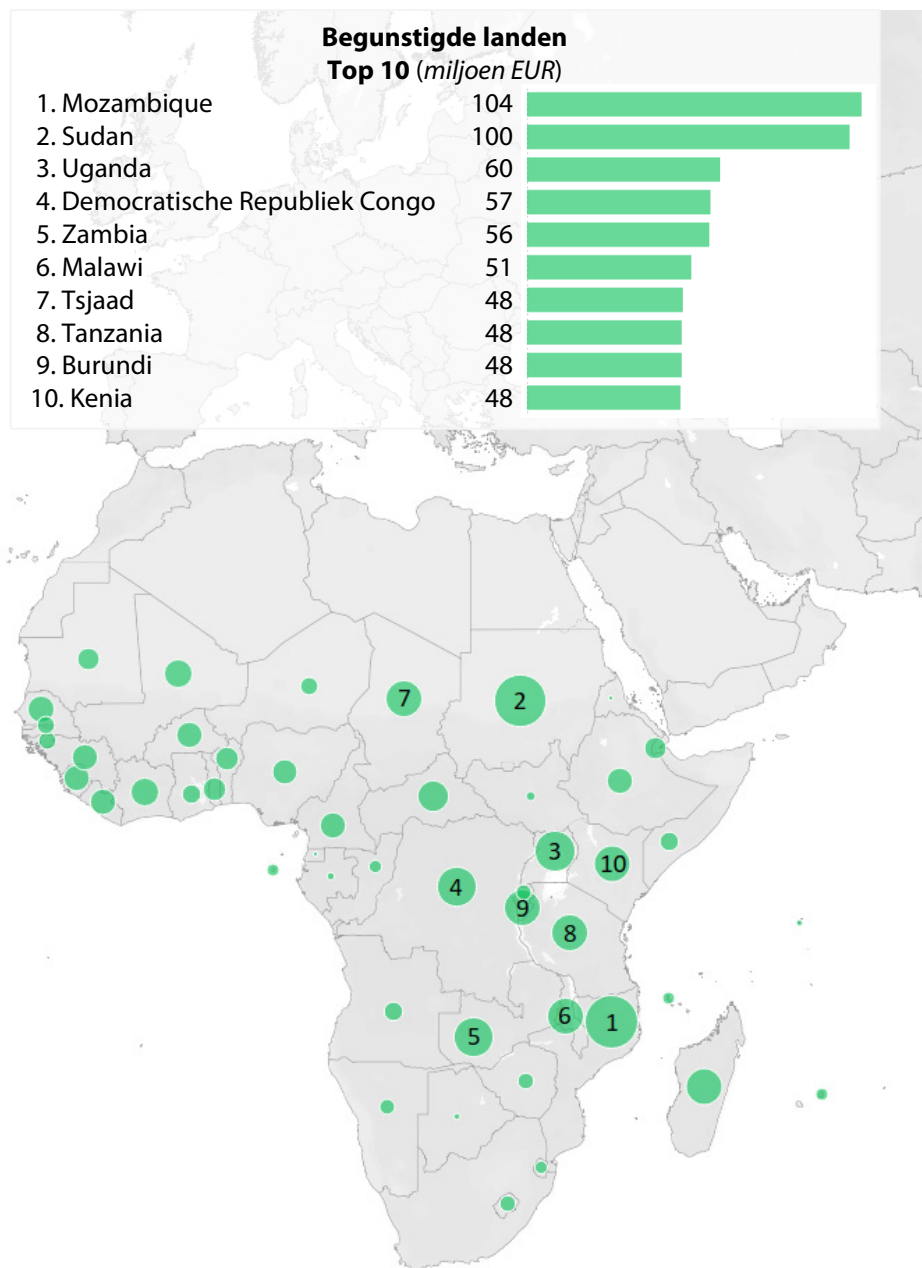 Begunstigde landen
Top 10 (miljoen EUR)
1. Mozambique 104
2. Sudan 100
3. Uganda 60
4. Democratische Republiek Congo 57
5. Zambia 56
6. Malawi 51
7. Tsjaad 48
8. Tanzania 48
9. Burundi 48
10. Kenia 48
7
2
3
10
4
9
8
6
1
5